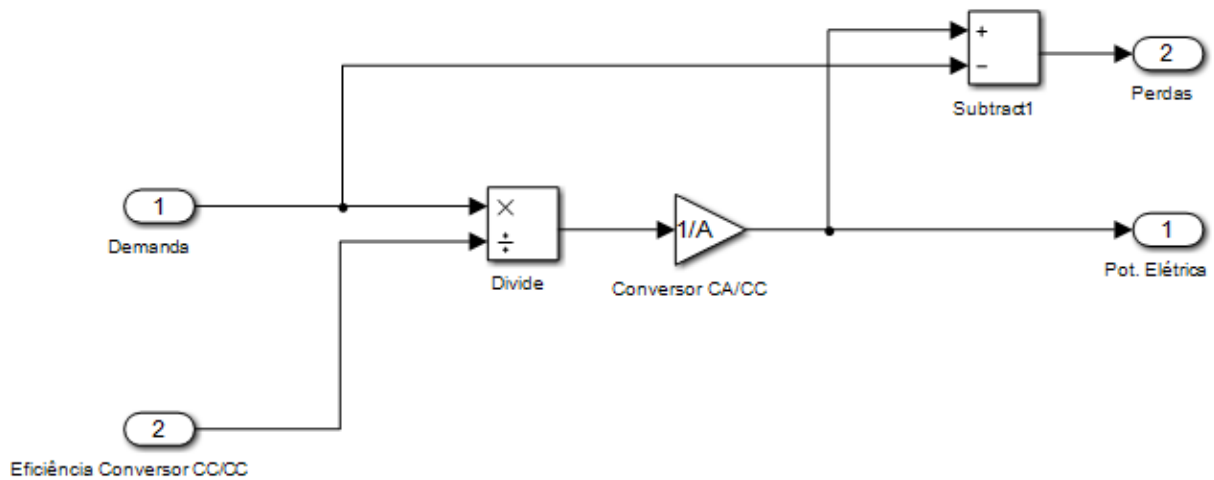 +
−
2
Perdas
Subtract1
1
Demanda
×
÷
Divide
1/A
Conversor CA/CC
1
Pot. Elétrica
2
Eficiência Conversor CC/CC